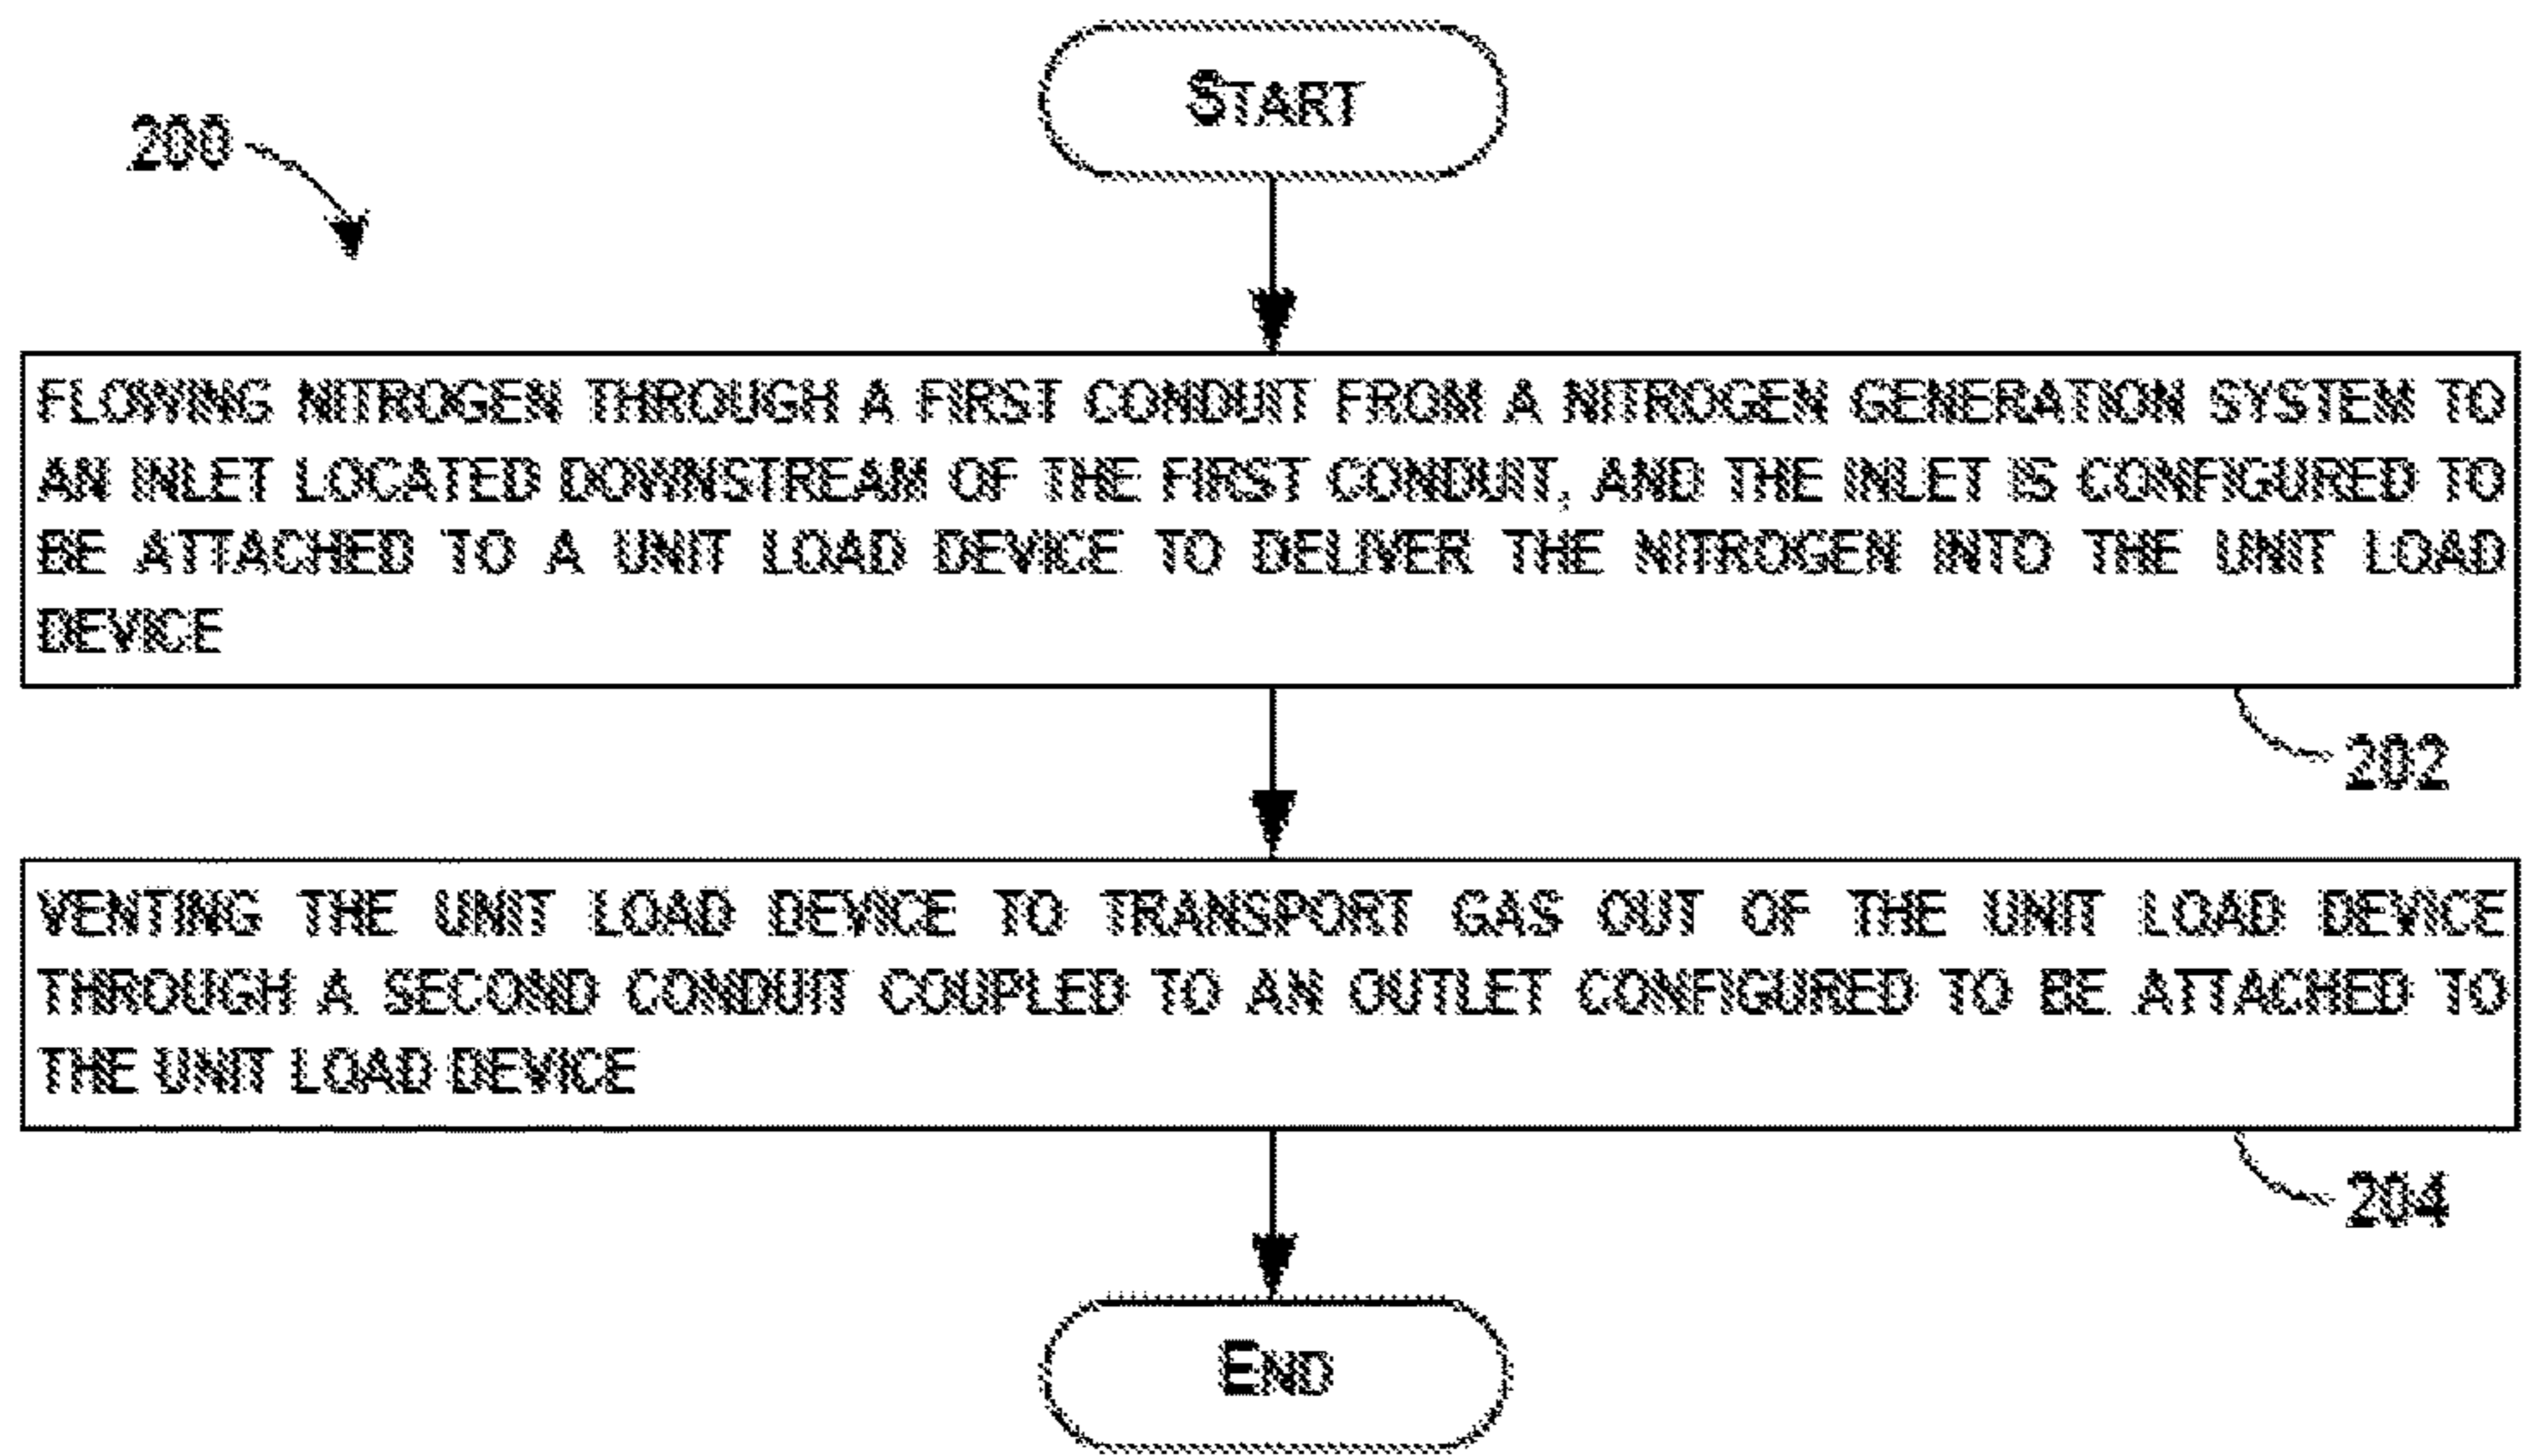 START
200
FLOWING NITROGEN THROUGH A FIRST CONDUIT FROM A NITROGEN GENERATION SYSTEM TO
AN INLET LOCATED DOWNSTREAM OF THE FIRST CONDUIT, AND THE INLET IS CONFIGURED TO
BE ATTACHED TO A UNIT LOAD DEVICE TO DELIVER THE NITROGEN INTO THE UNIT LOAD
DEVICE
202
VENTING THE UNIT LOAD DEVICE TO TRANSPORT GAS OUT OF THE UNIT LOAD DEVICE
THROUGH A SECOND CONDUIT COUPLED TO AN OUTLET CONFIGURED TO BE ATTACHED TO
THE UNIT LOAD DEVICE
204
END